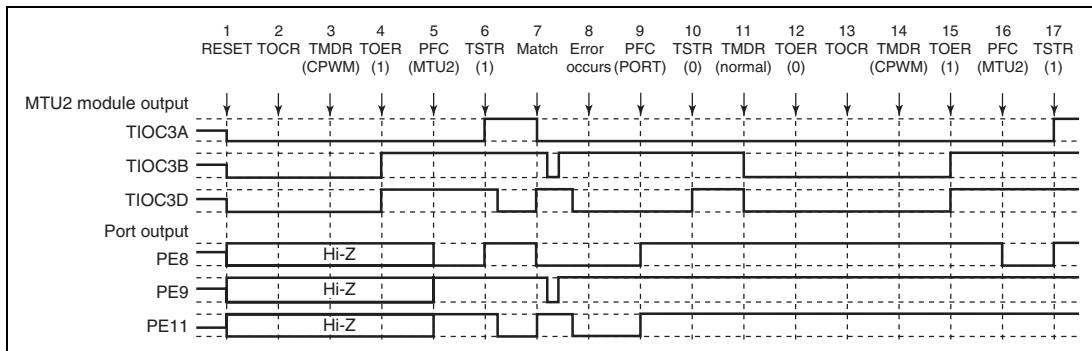 1 2 3 4 5 6 7 8 9 10 11 12 13 14 15 16 17
RESET TOCR TMDR TOER PFC TSTR Match Error PFC TSTR TMDR TOER TOCR TMDR TOER PFC TSTR
(CPWM) (1) (MTU2) (1) occurs (PORT) (0) (normal) (0) (CPWM) (1) (MTU2) (1)
MTU2 module output
TIOC3A
TIOC3B
TIOC3D
Port output
PE8 Hi-Z
PE9 Hi-Z
PE11 Hi-Z